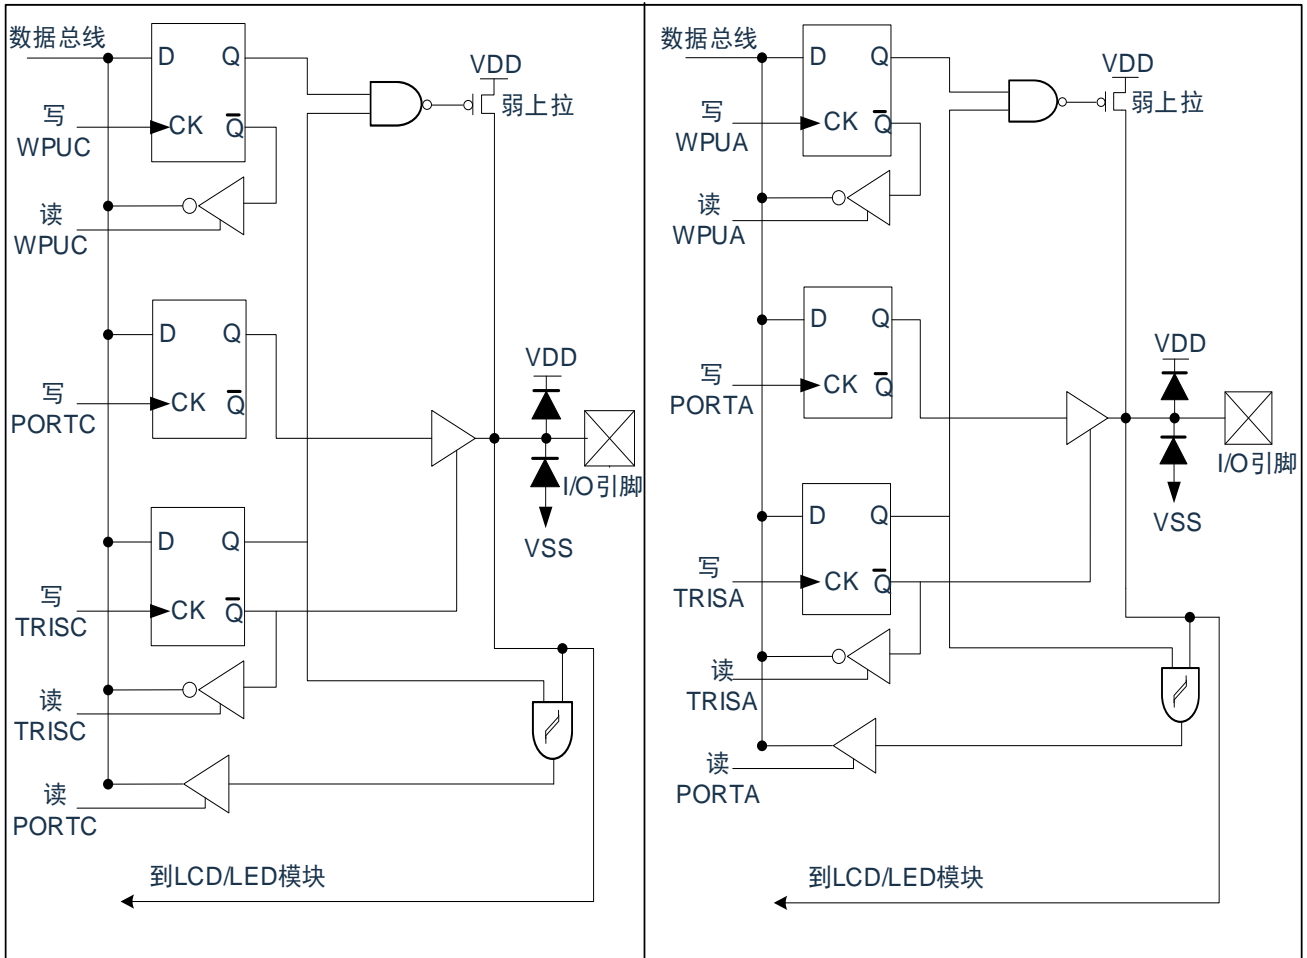 数据总线
D Q
CK Q̅
写
WPUC
VDD
弱上拉
读
WPUC
D Q
CK Q̅
写
PORTC
VDD
I/O引脚
VSS
D Q
CK Q̅
写
TRISC
读
TRISC
读
PORTC
到LCD/LED模块
数据总线
D Q
CK Q̅
写
WPUA
VDD
弱上拉
读
WPUA
D Q
CK Q̅
写
PORTA
VDD
I/O引脚
VSS
D Q
CK Q̅
写
TRISA
读
TRISA
读
PORTA
到LCD/LED模块